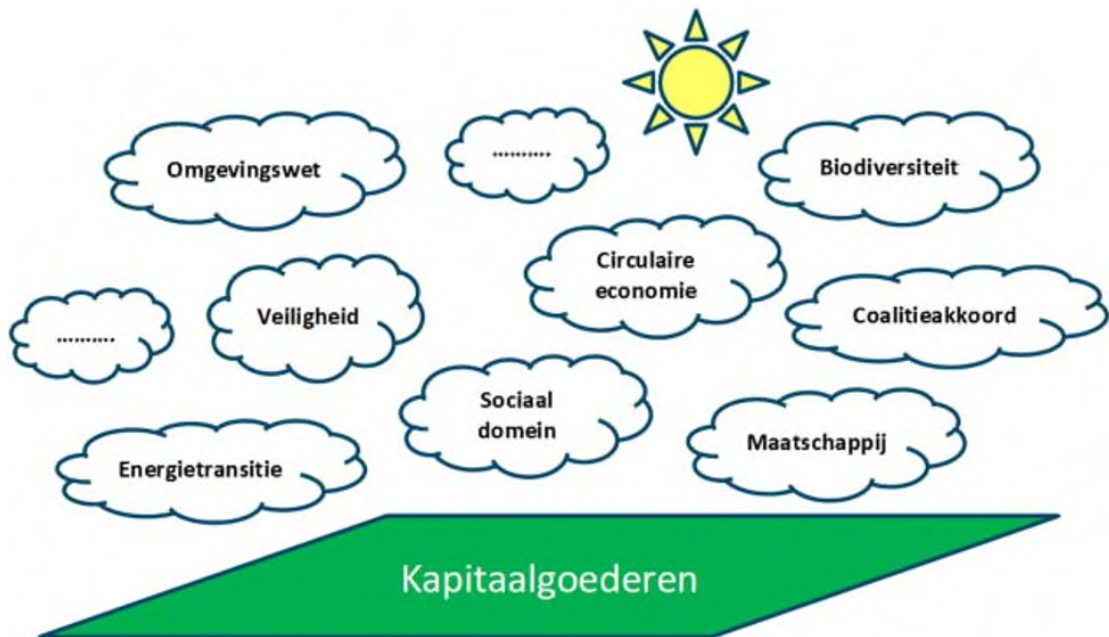 Omgevingswet
..........
Biodiversiteit
Circulaire
economie
Veiligheid
Coalitieakkoord
..........
Sociaal
domein
Maatschappij
Energietransitie
Kapitaalgoederen